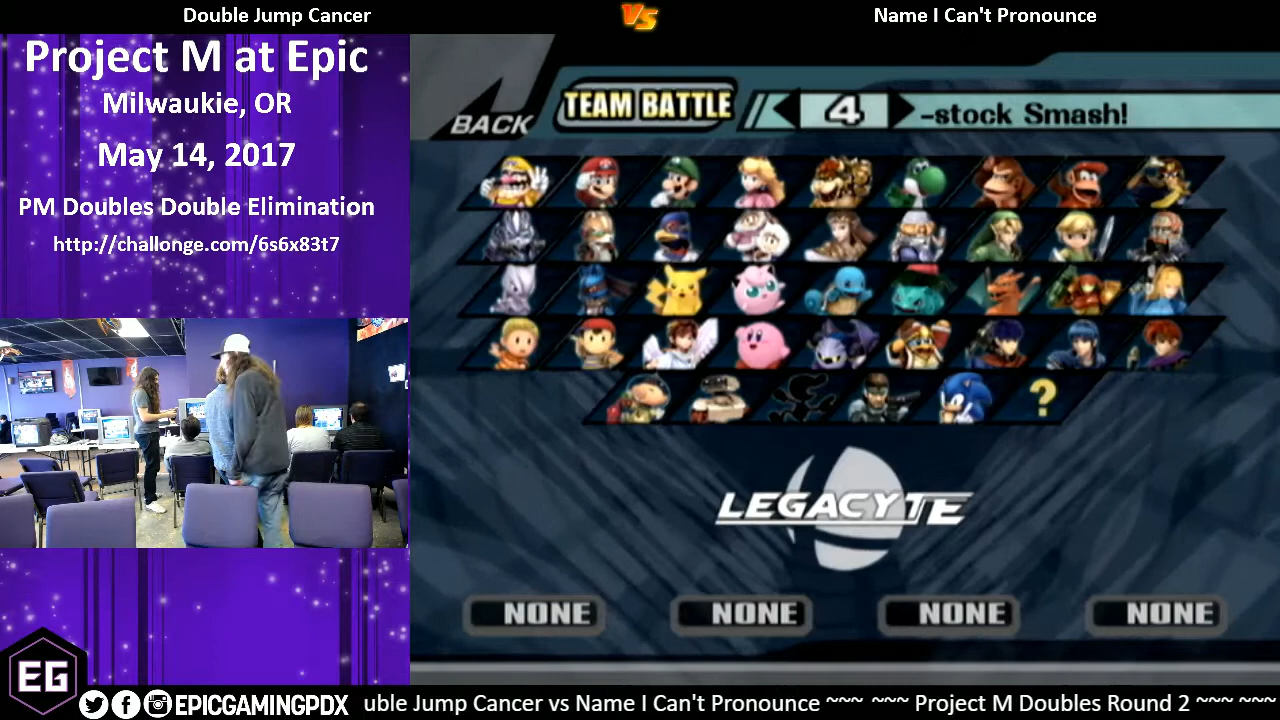 Double Jump Cancer
VS
Name I Can't Pronounce
Project M at Epic
Milwaukie, OR
May 14, 2017
PM Doubles Double Elimination
http://challonge.com/6s6x83t7
BACK
TEAM BATTLE
4
-stock Smash!
?
LEGACYTE
NONE
NONE
NONE
NONE
EG
EPICGAMINGPDX
uble Jump Cancer vs Name I Can't Pronounce ~~~ ~~~ Project M Doubles Round 2 ~~~ ~~~